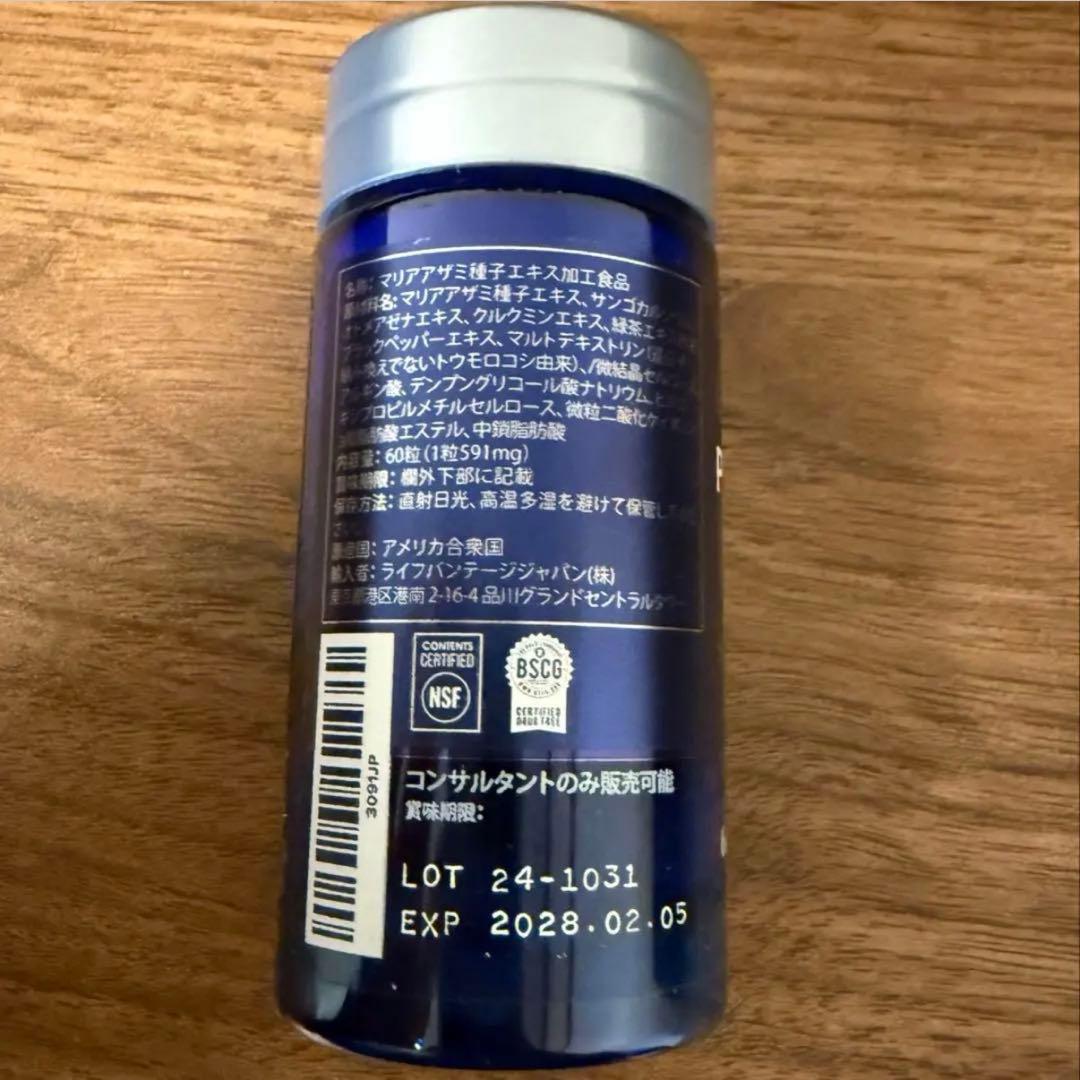 名称: マリアアザミ種子エキス加工食品
原材料名: マリアアザミ種子エキス、サンゴカルシウム
エキス、クルクミンエキス、緑茶エキス
ブラックペッパーエキス、マルトデキストリン
換えでないトウモロコシ由来)、/微結晶セルロース
デンプングリコール酸ナトリウム、ヒ
プロピルメチルセルロース、微粒二酸化ケイ
酸エステル、中鎖脂肪酸
内容量: 60粒(1粒591mg)
賞味期限: 欄外下部に記載
保存方法: 直射日光、高温多湿を避けて保管し
さ
原産国: アメリカ合衆国
輸入者: ライフバンテージジャパン(株)
東京都港区港南2-16-4 品川グランドセントラルタワー
3091JP
CONTENTS
CERTIFIED
NSF
BSCG
CERTIFIED
DRUG FREE
コンサルタントのみ販売可能
賞味期限:
LOT 24-1031
EXP 2028.02.05
P